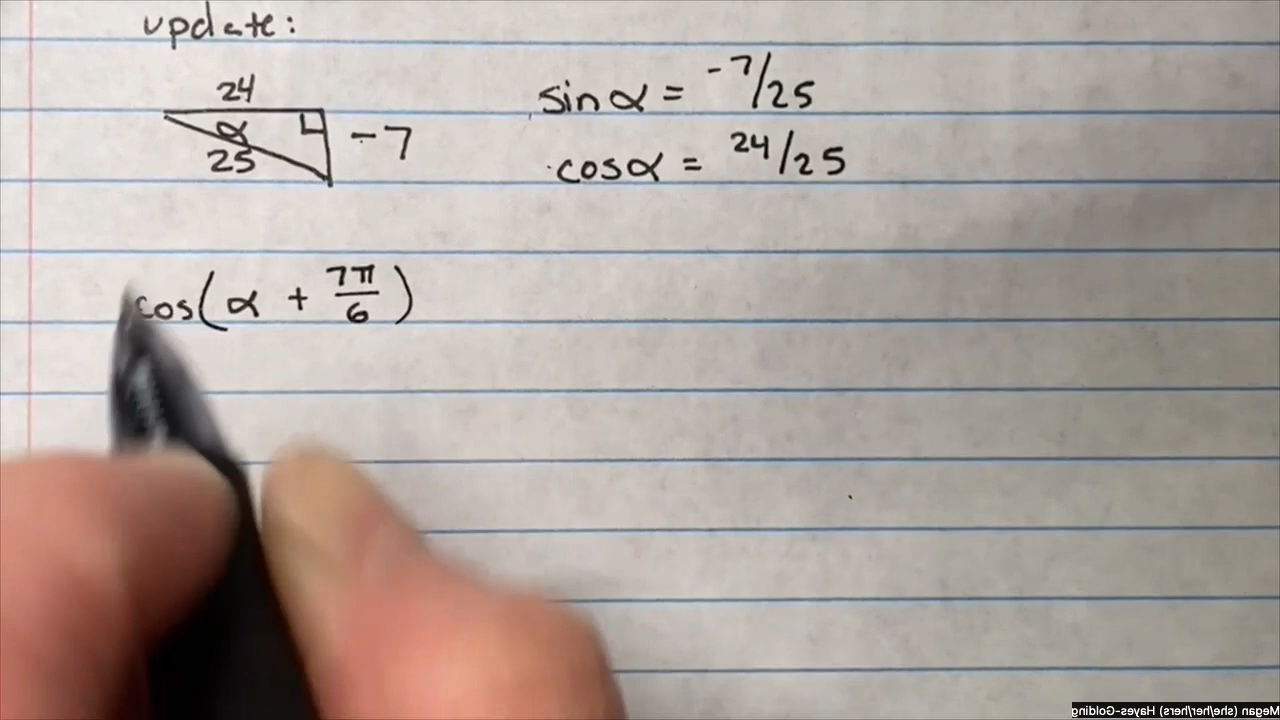 update:
24
α
25
-7
sin α = -7/25
cos α = 24/25
cos(α + 7π/6)
Megan (she/her/hers) Hayes-Golding